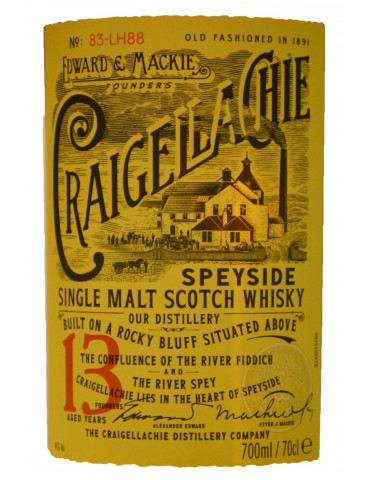 Nº: 83-LH88
OLD FASHIONED IN 1891
EDWARD & MACKIE
FOUNDERS
CRAIGELLACHIE
SPEYSIDE
SINGLE MALT SCOTCH WHISKY
OUR DISTILLERY
BUILT ON A ROCKY BLUFF SITUATED ABOVE
THE CONFLUENCE OF THE RIVER FIDDICH
AND
THE RIVER SPEY
CRAIGELLACHIE LIES IN THE HEART OF SPEYSIDE
13
AGED YEARS
FOUNDERS
ALEXANDER EDWARD
PETER J MACKIE
THE CRAIGELLACHIE DISTILLERY COMPANY
700ml / 70cl e